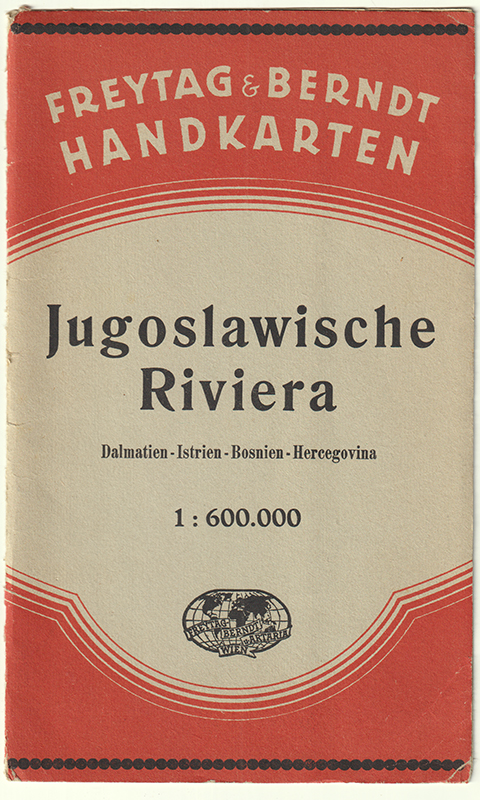 FREYTAG & BERNDT
HANDKARTEN
Jugoslawische
Riviera
Dalmatien - Istrien - Bosnien - Hercegovina
1 : 600.000
FREYTAG-
BERNDT
& ARTARIA
WIEN